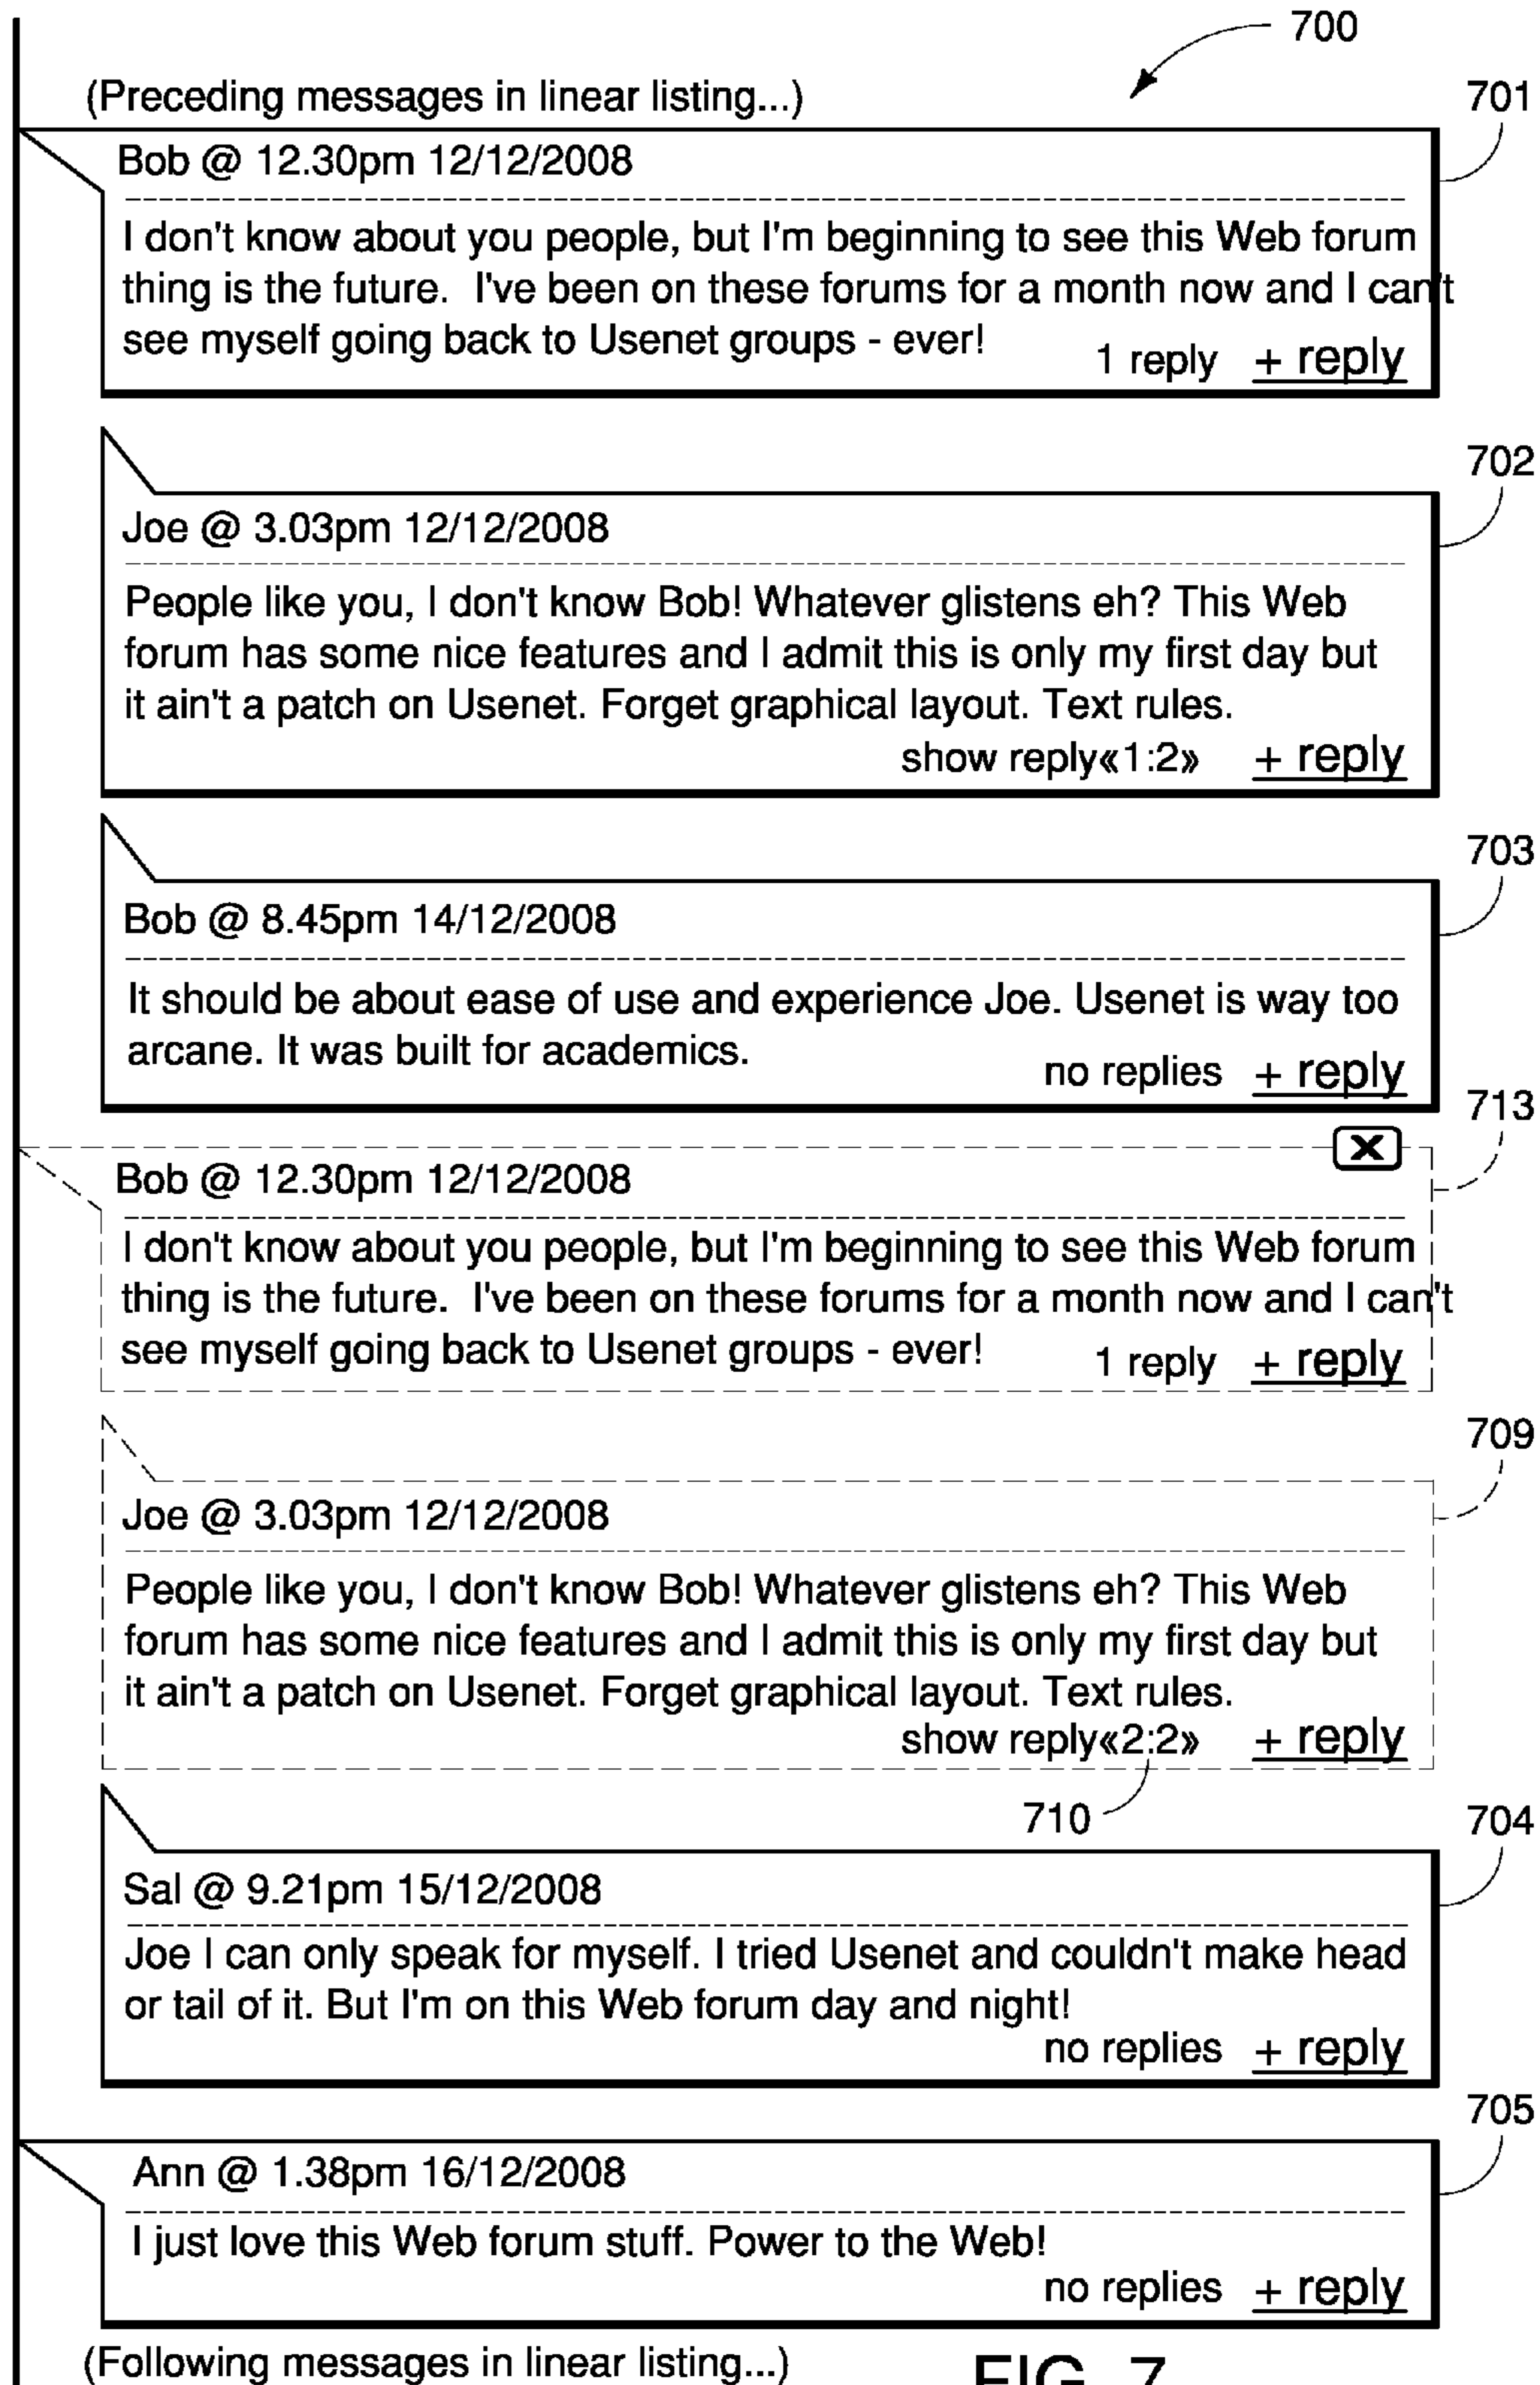 700
(Preceding messages in linear listing...)
701
Bob @ 12.30pm 12/12/2008
I don't know about you people, but I'm beginning to see this Web forum
thing is the future.  I've been on these forums for a month now and I can't
see myself going back to Usenet groups - ever!
1 reply + reply
702
Joe @ 3.03pm 12/12/2008
People like you, I don't know Bob! Whatever glistens eh? This Web
forum has some nice features and I admit this is only my first day but
it ain't a patch on Usenet. Forget graphical layout. Text rules.
show reply«1:2» + reply
703
Bob @ 8.45pm 14/12/2008
It should be about ease of use and experience Joe. Usenet is way too
arcane. It was built for academics.
no replies + reply
713
X
Bob @ 12.30pm 12/12/2008
I don't know about you people, but I'm beginning to see this Web forum
thing is the future.  I've been on these forums for a month now and I can't
see myself going back to Usenet groups - ever!
1 reply + reply
709
Joe @ 3.03pm 12/12/2008
People like you, I don't know Bob! Whatever glistens eh? This Web
forum has some nice features and I admit this is only my first day but
it ain't a patch on Usenet. Forget graphical layout. Text rules.
show reply«2:2» + reply
710
704
Sal @ 9.21pm 15/12/2008
Joe I can only speak for myself. I tried Usenet and couldn't make head
or tail of it. But I'm on this Web forum day and night!
no replies + reply
705
Ann @ 1.38pm 16/12/2008
I just love this Web forum stuff. Power to the Web!
no replies + reply
(Following messages in linear listing...)
FIG. 7